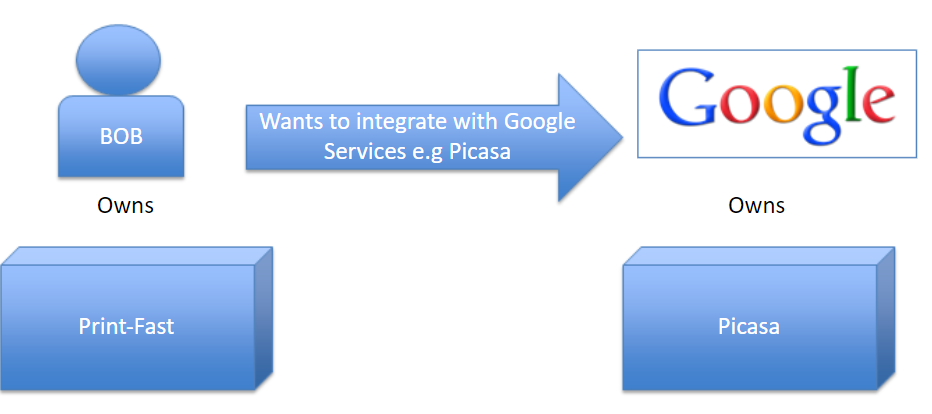 BOB
Wants to integrate with Google
Services e.g Picasa
Google
Owns
Owns
Print-Fast
Picasa